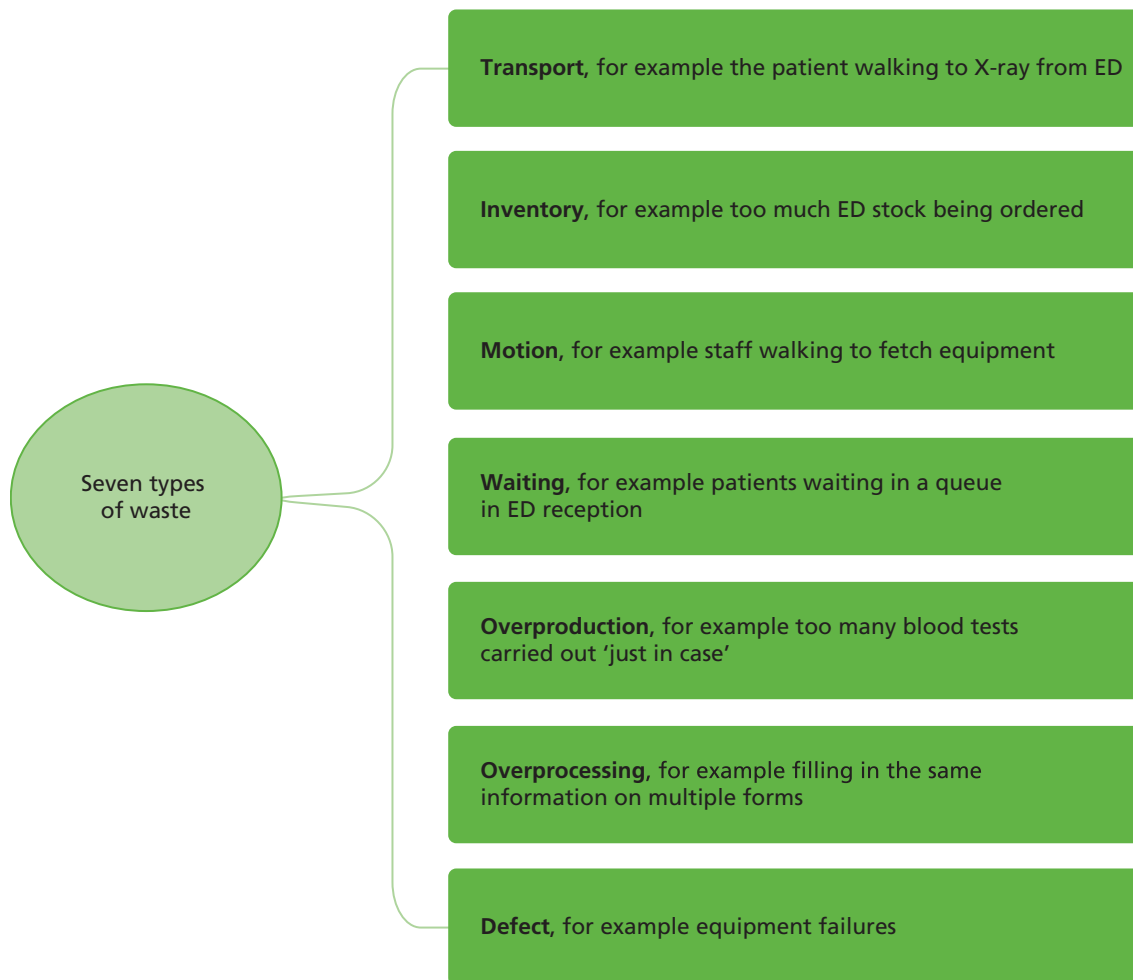 Transport, for example the patient walking to X-ray from ED
Inventory, for example too much ED stock being ordered
Motion, for example staff walking to fetch equipment
Seven types
of waste
Waiting, for example patients waiting in a queue
in ED reception
Overproduction, for example too many blood tests
carried out ‘just in case’
Overprocessing, for example filling in the same
information on multiple forms
Defect, for example equipment failures